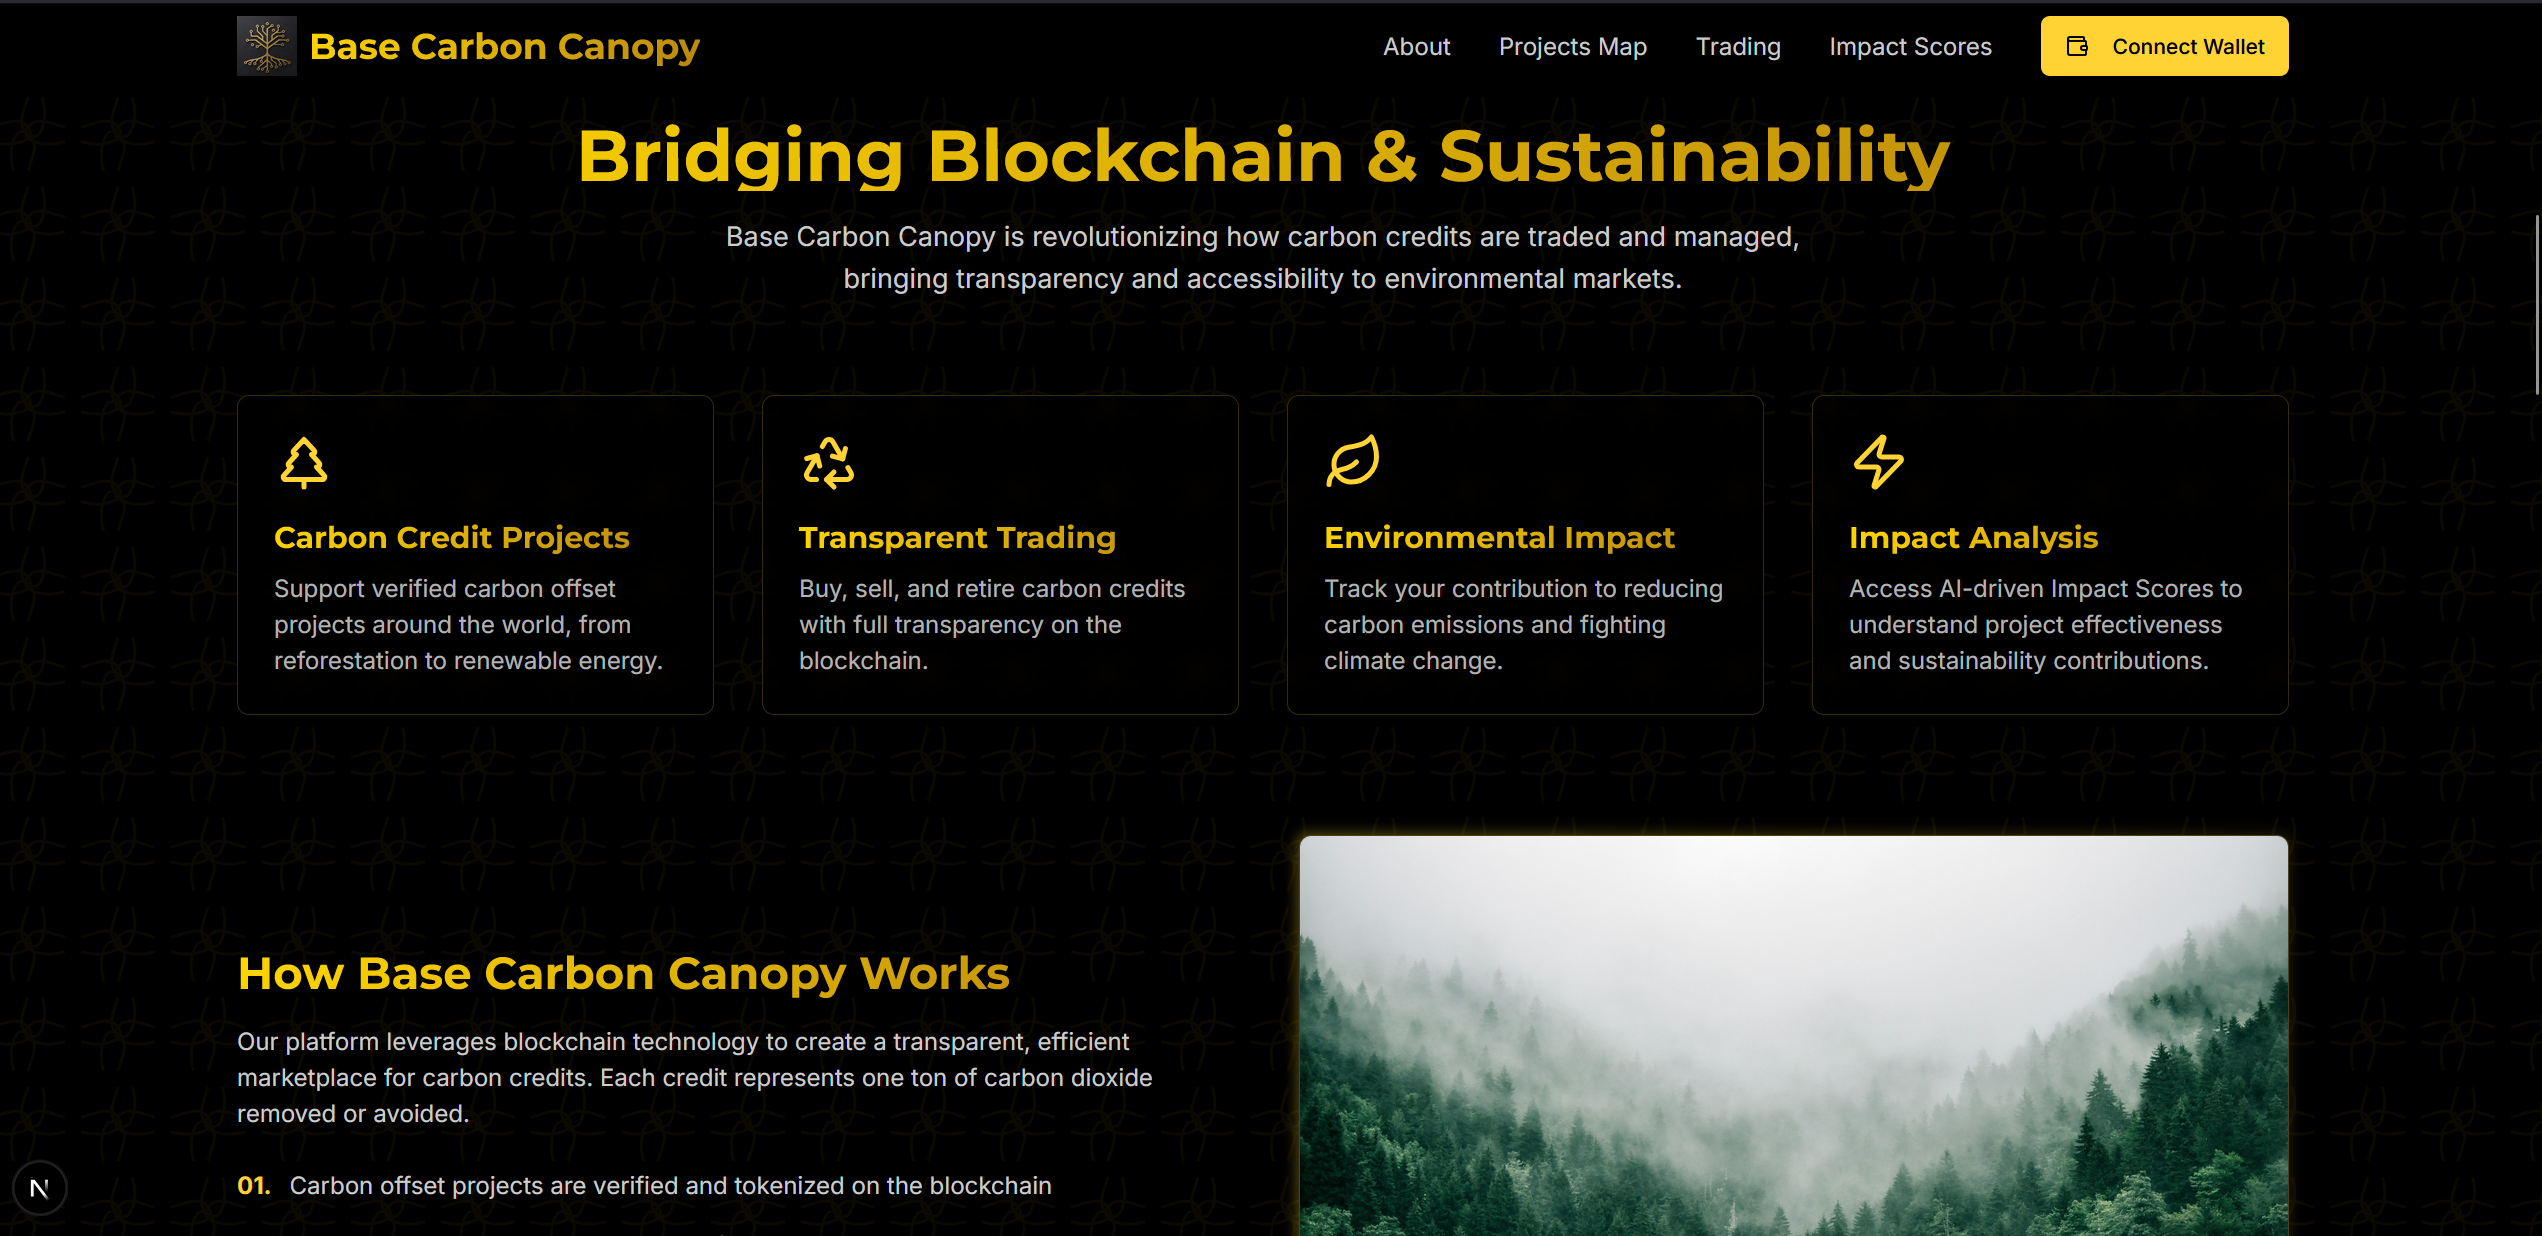 Base Carbon Canopy
About
Projects Map
Trading
Impact Scores
Connect Wallet
Bridging Blockchain & Sustainability
Base Carbon Canopy is revolutionizing how carbon credits are traded and managed,
bringing transparency and accessibility to environmental markets.
Carbon Credit Projects
Support verified carbon offset
projects around the world, from
reforestation to renewable energy.
Transparent Trading
Buy, sell, and retire carbon credits
with full transparency on the
blockchain.
Environmental Impact
Track your contribution to reducing
carbon emissions and fighting
climate change.
Impact Analysis
Access AI-driven Impact Scores to
understand project effectiveness
and sustainability contributions.
How Base Carbon Canopy Works
Our platform leverages blockchain technology to create a transparent, efficient
marketplace for carbon credits. Each credit represents one ton of carbon dioxide
removed or avoided.
01. Carbon offset projects are verified and tokenized on the blockchain
N